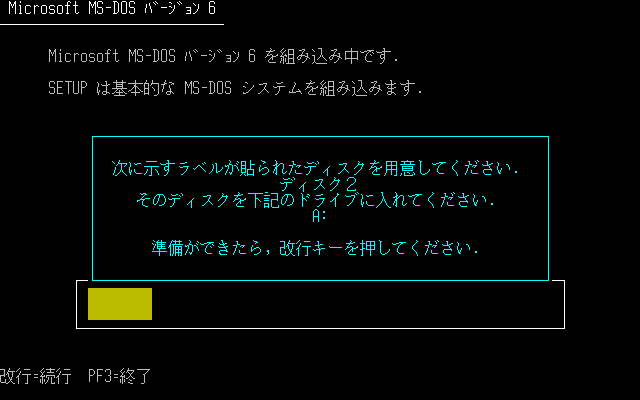 Microsoft MS-DOS ﾊﾞｰｼﾞｮﾝ 6
Microsoft MS-DOS ﾊﾞｰｼﾞｮﾝ 6 を組み込み中です.
SETUP は基本的な MS-DOS システムを組み込みます.
次に示すラベルが貼られたディスクを用意してください.
ディスク２
そのディスクを下記のドライブに入れてください.
A:
準備ができたら,改行キーを押してください.
改行=続行 PF3=終了